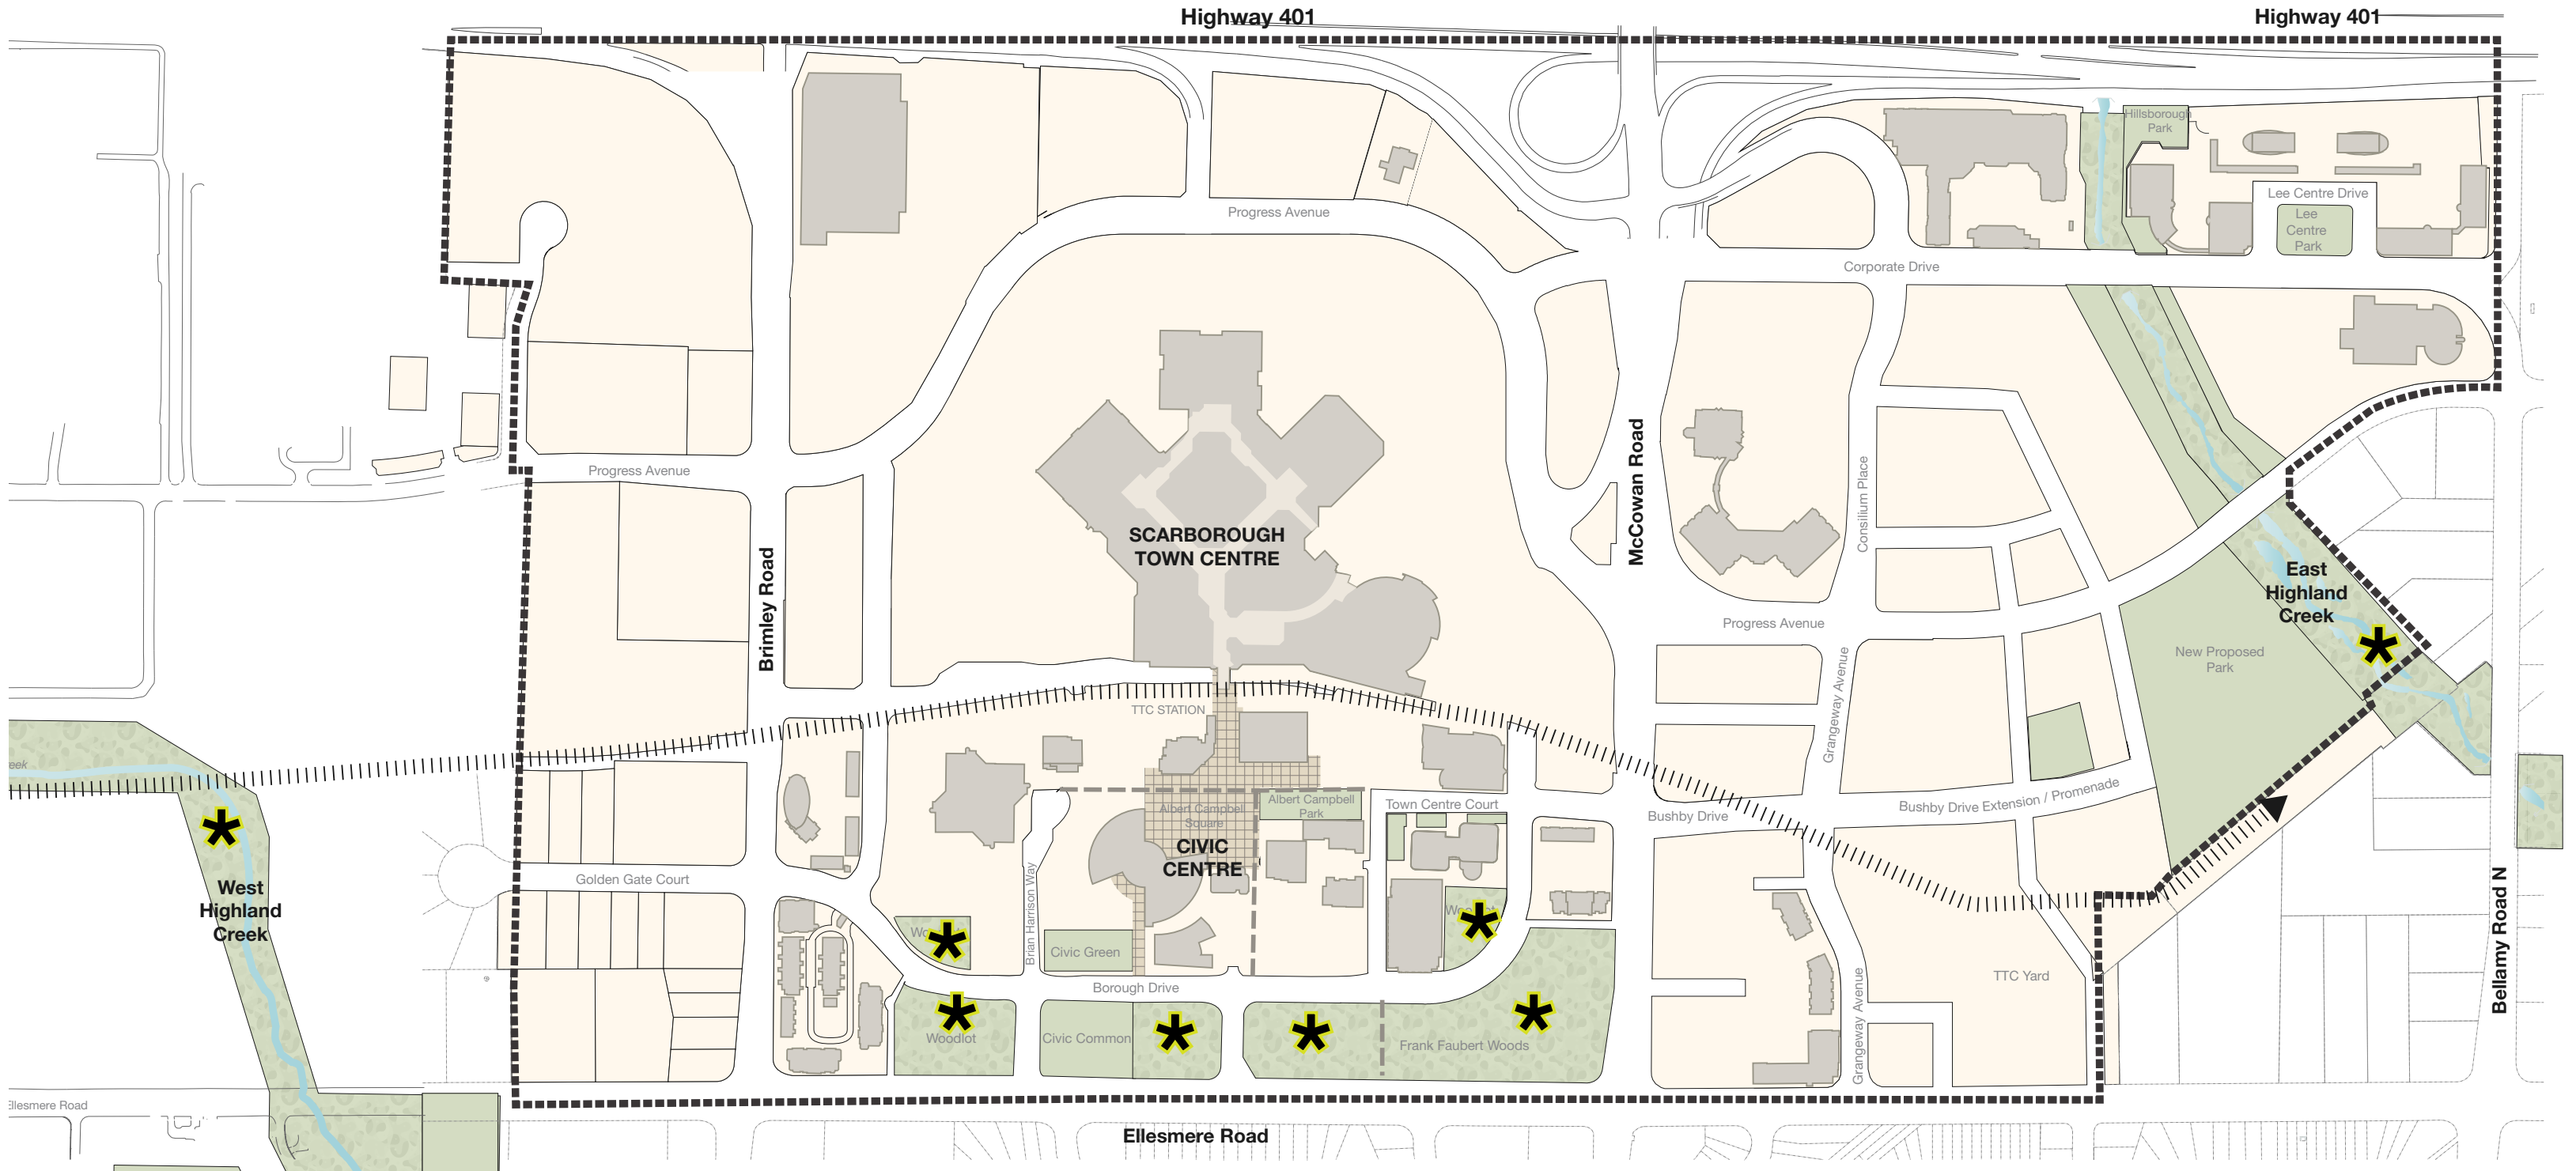 Highway 401
Highway 401
Hillsborough
Park
Lee Centre Drive
Lee
Centre
Park
Progress Avenue
Corporate Drive
McCowan Road
Consilium Place
Progress Avenue
SCARBOROUGH
TOWN CENTRE
Brimley Road
East
Highland
Creek
Progress Avenue
New Proposed
Park
Grangeway Avenue
TTC STATION
reek
Albert Campbell
Square
Albert Campbell
Park
Town Centre Court
Bushby Drive
Bushby Drive Extension / Promenade
CIVIC
CENTRE
Golden Gate Court
West
Highland
Creek
Brian Harrison Way
Civic Green
Borough Drive
TTC Yard
Bellamy Road N
Woodlot
Civic Common
Frank Faubert Woods
Grangeway Avenue
Ellesmere Road
Ellesmere Road